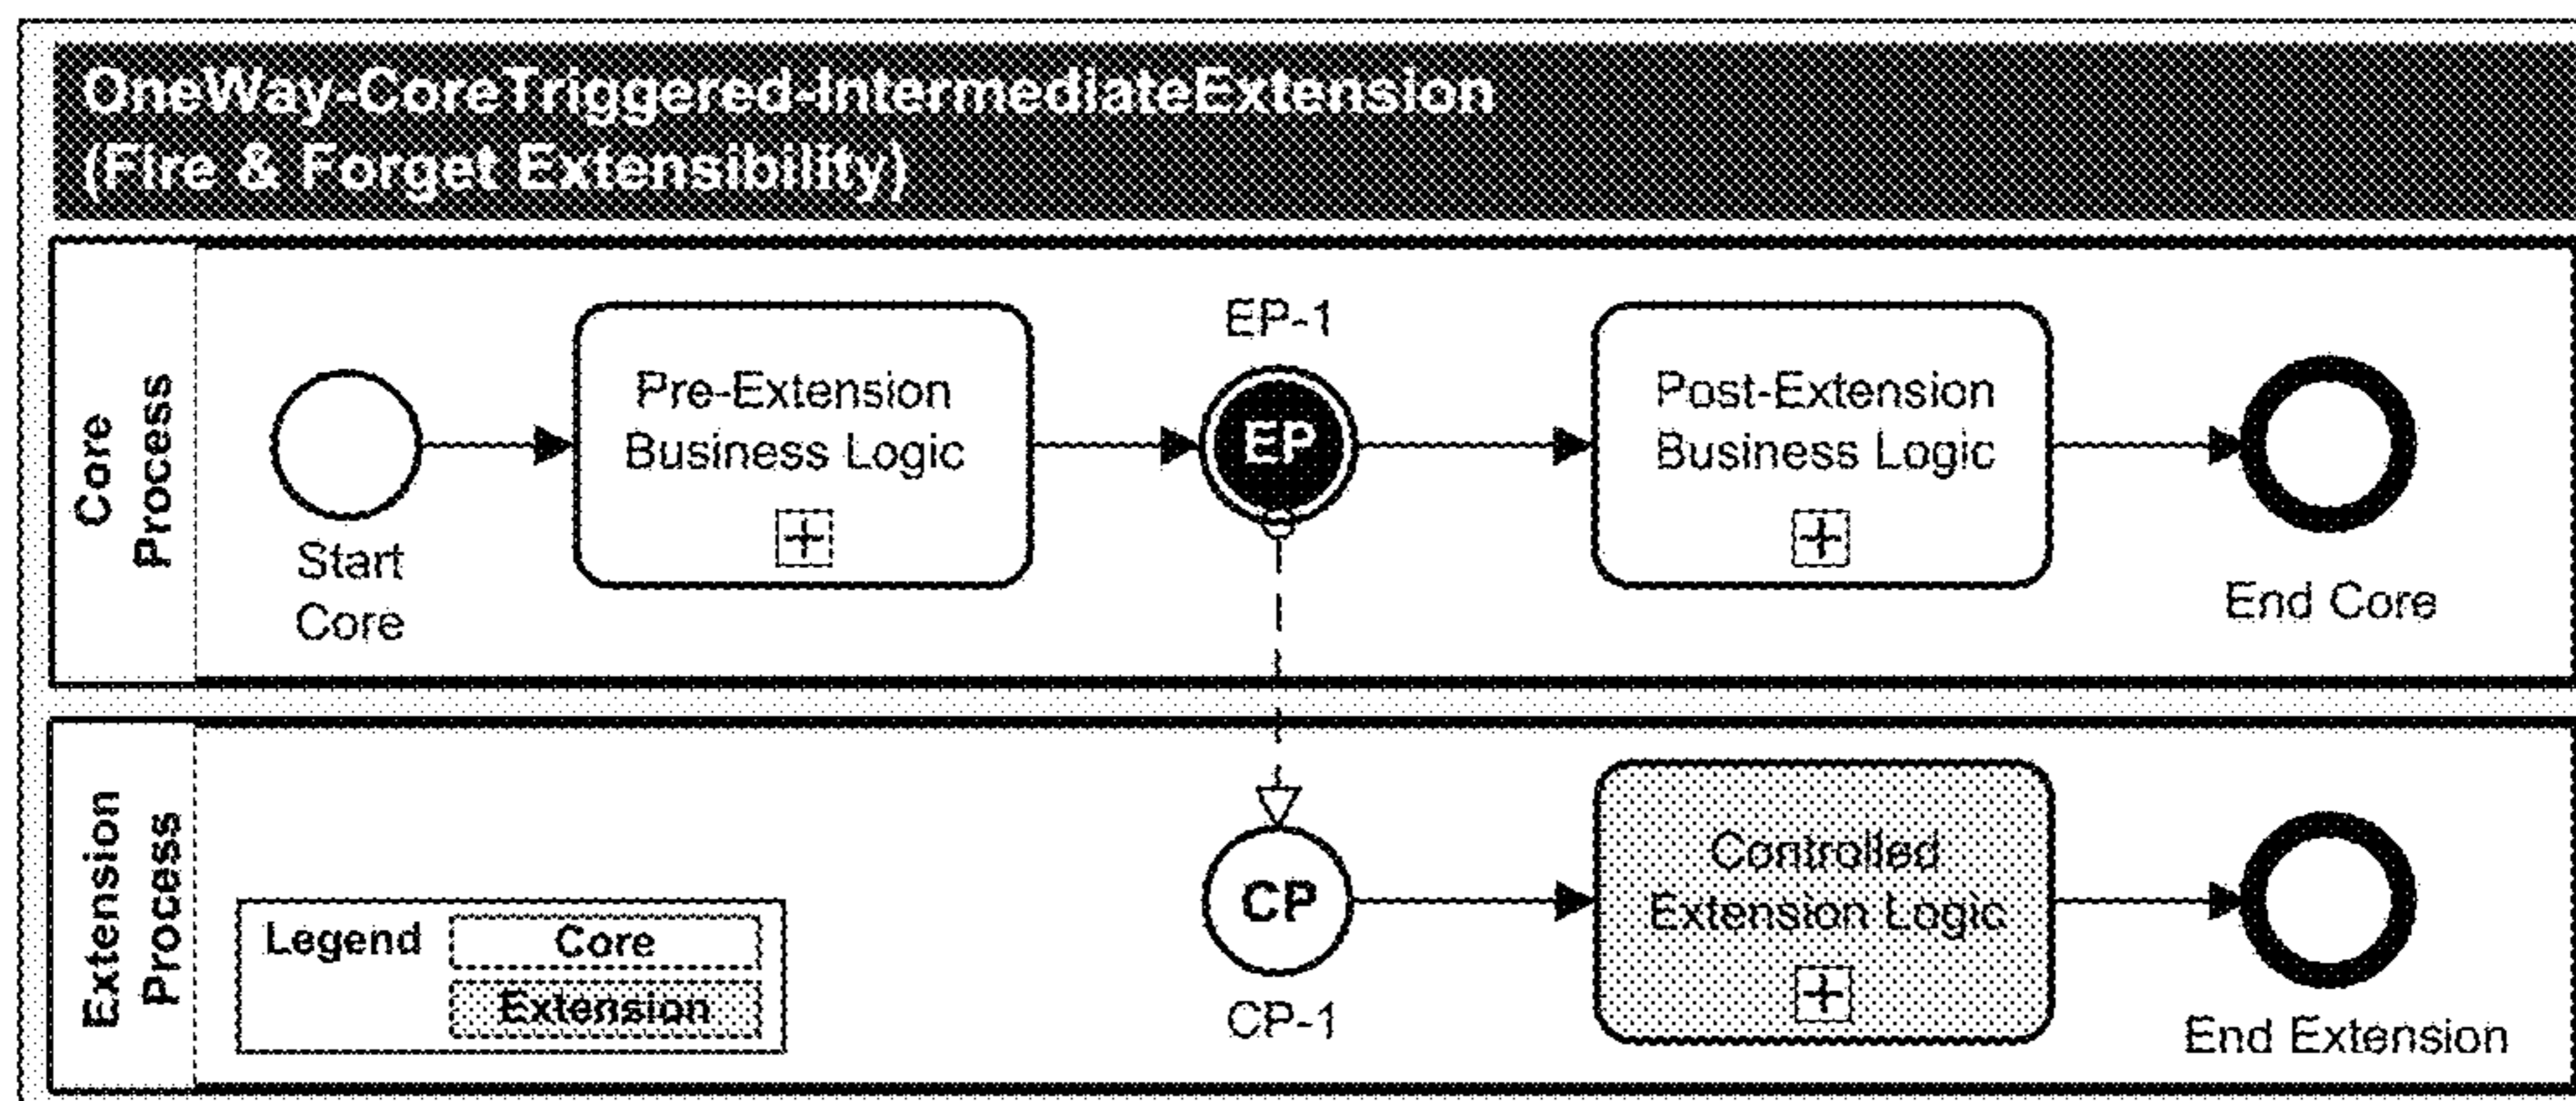 OneWay-CoreTriggered-IntermediateExtension
(Fire & Forget Extensibility)
Core
Process
Start
Core
Pre-Extension
Business Logic
EP-1
EP
Post-Extension
Business Logic
End Core
Extension
Process
Legend
Core
Extension
CP
CP-1
Controlled
Extension Logic
End Extension